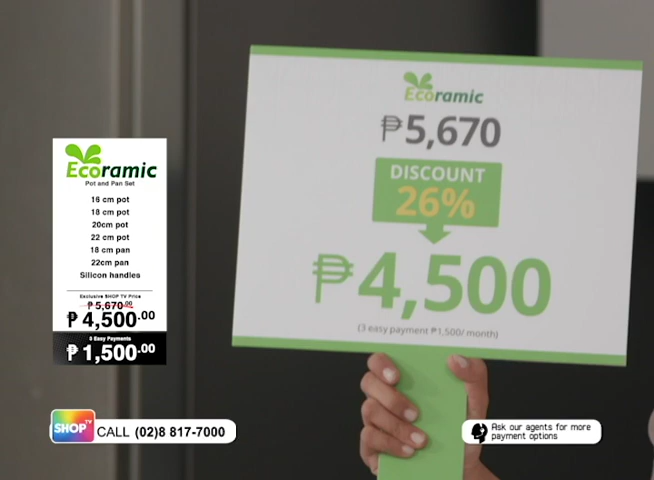 Ecoramic
₱5,670
DISCOUNT
26%
₱4,500
(3 easy payment ₱1,500/ month)
Ecoramic
Pot and Pan Set
16 cm pot
18 cm pot
20cm pot
22 cm pot
18 cm pan
22cm pan
Silicon handles
Exclusive SHOP TV Price
₱ 5,670.00
₱ 4,500.00
3 Easy Payments
₱ 1,500.00
SHOP TV
CALL (02)8 817-7000
Ask our agents for more
payment options